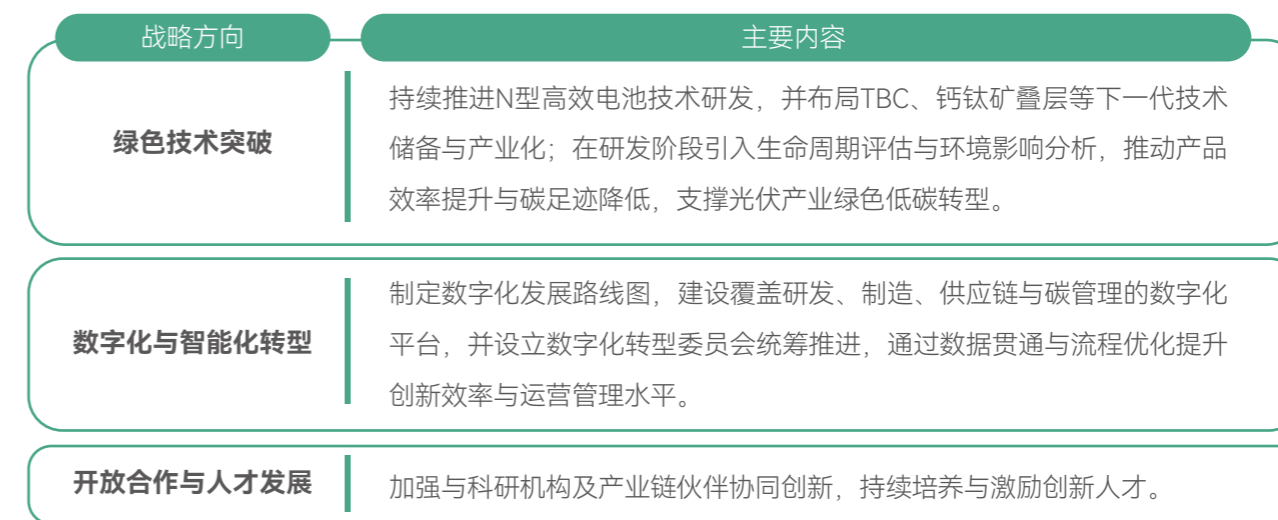 战略方向
主要内容
绿色技术突破
持续推进N型高效电池技术研发，并布局TBC、钙钛矿叠层等下一代技术
储备与产业化；在研发阶段引入生命周期评估与环境影响分析，推动产品
效率提升与碳足迹降低，支撑光伏产业绿色低碳转型。
数字化与智能化转型
制定数字化发展路线图，建设覆盖研发、制造、供应链与碳管理的数字化
平台，并设立数字化转型委员会统筹推进，通过数据贯通与流程优化提升
创新效率与运营管理水平。
开放合作与人才发展
加强与科研机构及产业链伙伴协同创新，持续培养与激励创新人才。